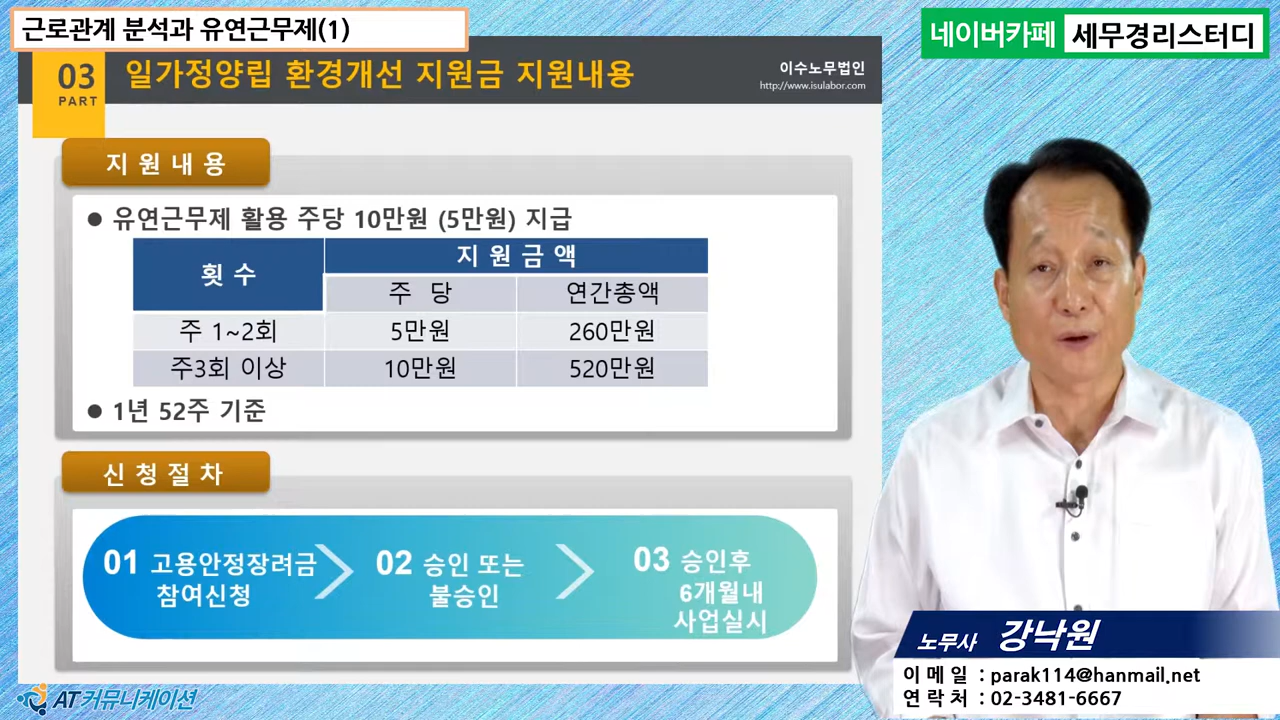 근로관계 분석과 유연근무제(1)
네이버카페 세무경리스터디
03
PART
일가정양립 환경개선 지원금 지원내용
이수노무법인
http://www.isulabor.com
지 원 내 용
● 유연근무제 활용 주당 10만원 (5만원) 지급
횟 수
지 원 금 액
주 당
연간총액
주 1~2회
5만원
260만원
주3회 이상
10만원
520만원
● 1년 52주 기준
신 청 절 차
01 고용안정장려금
참여신청
02 승인 또는
불승인
03 승인후
6개월내
사업실시
노무사 강낙원
이 메 일 : parak114@hanmail.net
연 락 처 : 02-3481-6667
AT커뮤니케이션